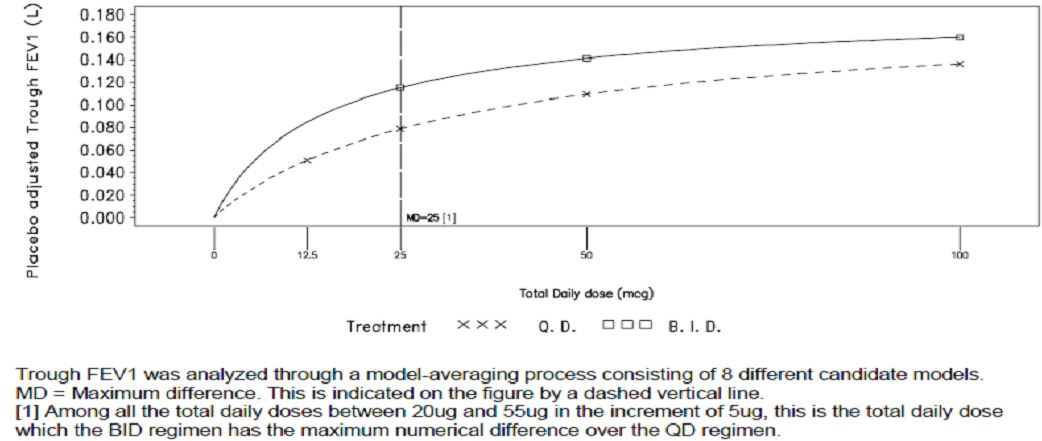 Placebo adjusted Trough FEV1 (L)
0.180
0.160
0.140
0.120
0.100
0.080
0.060
0.040
0.020
0.000
MD=25 [1]
0 12.5 25 50 100
Total Daily dose (mcg)
Treatment Q. D. B. I. D.
Trough FEV1 was analyzed through a model-averaging process consisting of 8 different candidate models.
MD = Maximum difference. This is indicated on the figure by a dashed vertical line.
[1] Among all the total daily doses between 20ug and 55ug in the increment of 5ug, this is the total daily dose
which the BID regimen has the maximum numerical difference over the QD regimen.